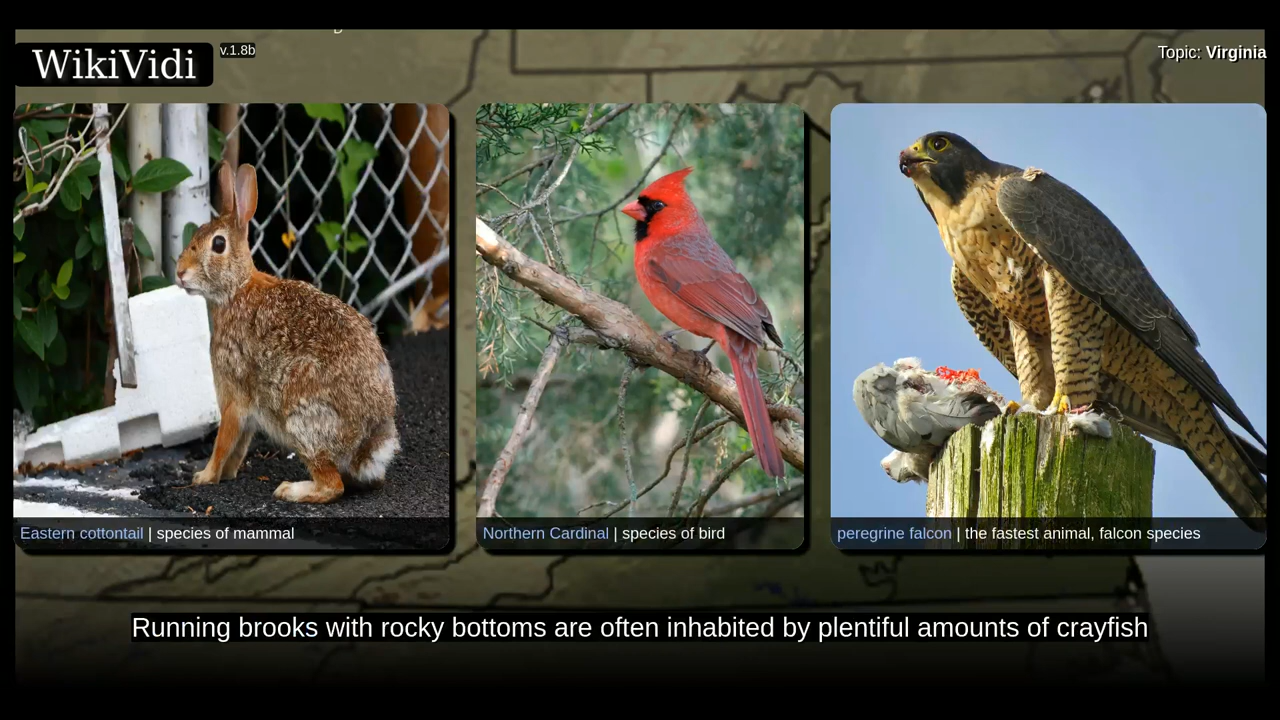 WikiVidi
v.1.8b
Topic: Virginia
Eastern cottontail | species of mammal
Northern Cardinal | species of bird
peregrine falcon | the fastest animal, falcon species
Running brooks with rocky bottoms are often inhabited by plentiful amounts of crayfish